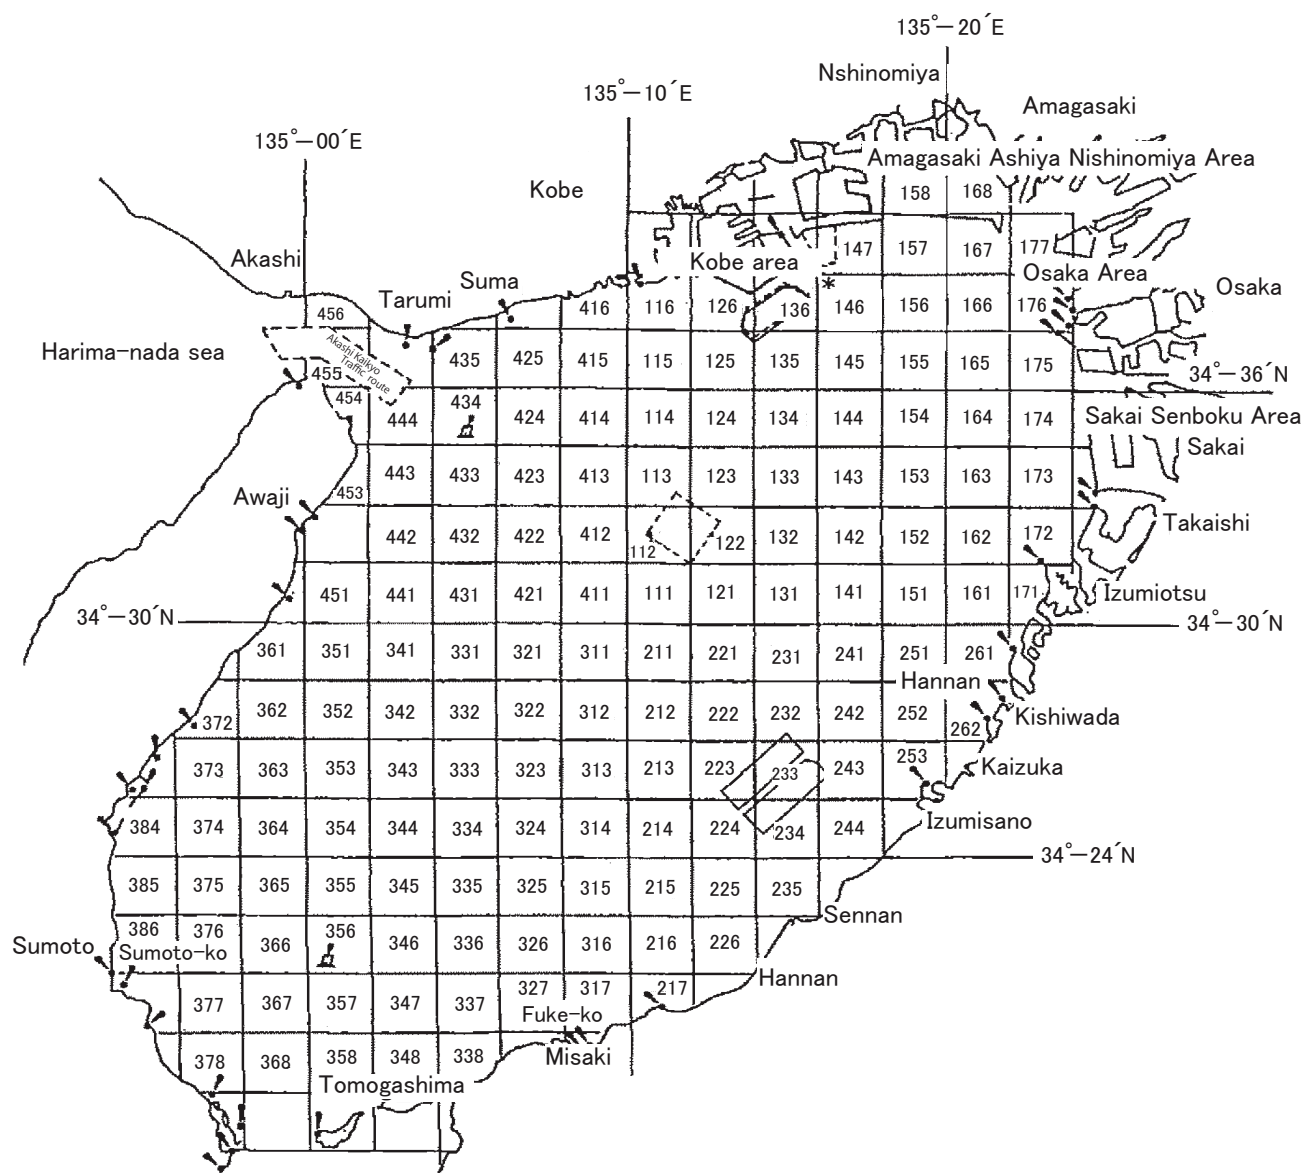 135°－20′E
Nshinomiya
135°－10′E
Amagasaki
135°－00′E
Amagasaki Ashiya Nishinomiya Area
Kobe
158 168
147 157 167 177
Akashi
Kobe area
Suma
Osaka Area
*
Tarumi
Osaka
456 416 116 126 136 146 156 166 176
Harima-nada sea
Akashi Kaikyo
Traffic route
455 435 425 415 115 125 135 145 155 165 175
34°－36′N
454 444 434 424 414 114 124 134 144 154 164 174
Sakai Senboku Area
Sakai
453 443 433 423 413 113 123 133 143 153 163 173
Awaji
Takaishi
442 432 422 412 112 122 132 142 152 162 172
451 441 431 421 411 111 121 131 141 151 161 171
Izumiotsu
34°－30′N
34°－30′N
361 351 341 331 321 311 211 221 231 241 251 261
Hannan
372 362 352 342 332 322 312 212 222 232 242 252 262
Kishiwada
373 363 353 343 333 323 313 213 223 233 243 253
Kaizuka
384 374 364 354 344 334 324 314 214 224 234 244
Izumisano
34°－24′N
385 375 365 355 345 335 325 315 215 225 235
Sennan
386 376 366 356 346 336 326 316 216 226
Sumoto
Sumoto-ko
Hannan
377 367 357 347 337 327 317 217
Fuke-ko
378 368 358 348 338
Misaki
Tomogashima